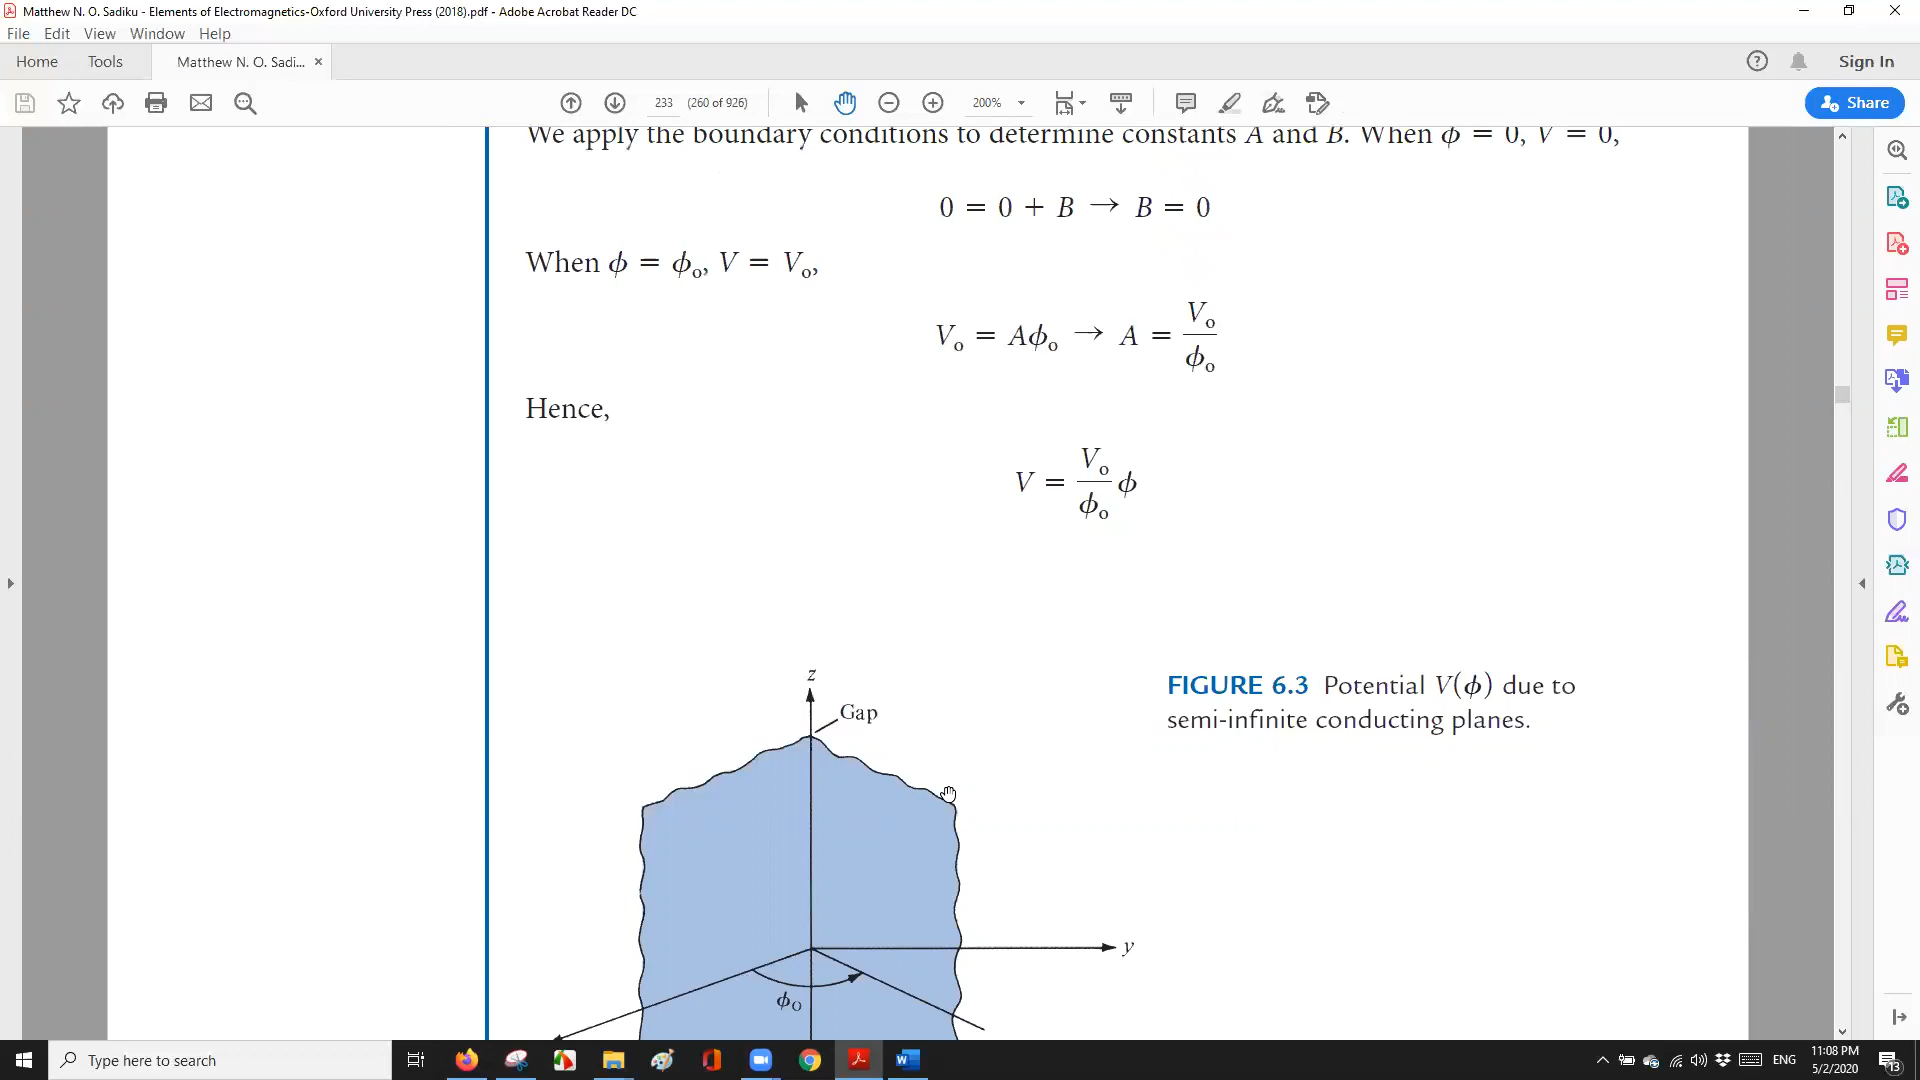 Matthew N. O. Sadiku - Elements of Electromagnetics-Oxford University Press (2018).pdf - Adobe Acrobat Reader DC
File Edit View Window Help
Home Tools Matthew N. O. Sadi... × Sign In
233 (260 of 926) 200% Share
We apply the boundary conditions to determine constants A and B. When ϕ = 0, V = 0,
0 = 0 + B → B = 0
When ϕ = ϕₒ, V = Vₒ,
Vₒ = Aϕₒ → A = Vₒ/ϕₒ
Hence,
V = Vₒ/ϕₒ ϕ
z
Gap
FIGURE 6.3 Potential V(ϕ) due to
semi-infinite conducting planes.
y
ϕₒ
Type here to search
ENG
11:08 PM
5/2/2020
13